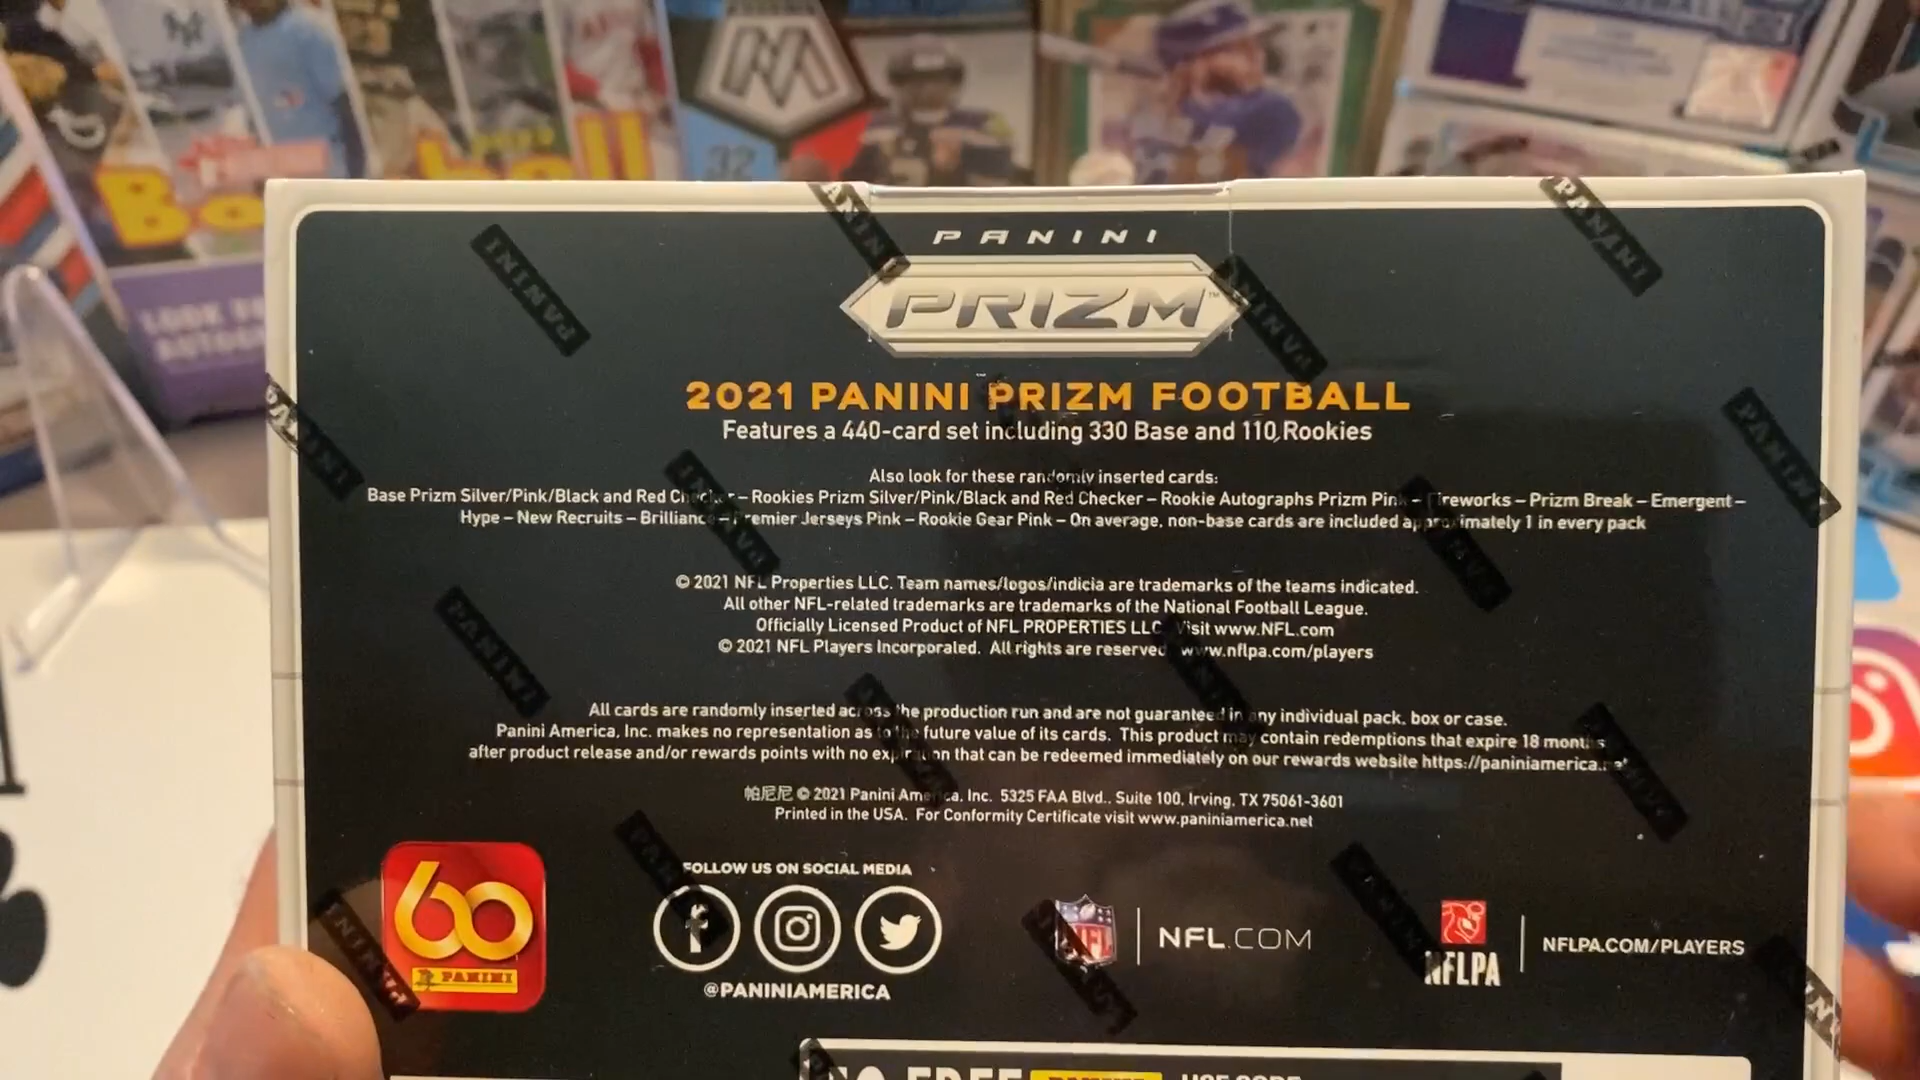 LOOK
AUTOG
32
PANINI
PRIZM™
2021 PANINI PRIZM FOOTBALL
Features a 440-card set including 330 Base and 110 Rookies
Also look for these randomly inserted cards:
Base Prizm Silver/Pink/Black and Red Checker – Rookies Prizm Silver/Pink/Black and Red Checker – Rookie Autographs Prizm Pink – Fireworks – Prizm Break – Emergent –
Hype – New Recruits – Brilliance – Premier Jerseys Pink – Rookie Gear Pink – On average, non-base cards are included approximately 1 in every pack
© 2021 NFL Properties LLC. Team names/logos/indicia are trademarks of the teams indicated.
All other NFL-related trademarks are trademarks of the National Football League.
Officially Licensed Product of NFL PROPERTIES LLC. Visit www.NFL.com
© 2021 NFL Players Incorporated. All rights are reserved www.nflpa.com/players
All cards are randomly inserted across the production run and are not guaranteed in any individual pack, box or case.
Panini America, Inc. makes no representation as to the future value of its cards. This product may contain redemptions that expire 18 months
after product release and/or rewards points with no expiration that can be redeemed immediately on our rewards website https://paniniamerica.net
帕尼尼 © 2021 Panini America, Inc. 5325 FAA Blvd., Suite 100, Irving, TX 75061-3601
Printed in the USA. For Conformity Certificate visit www.paniniamerica.net
60
PANINI
FOLLOW US ON SOCIAL MEDIA
@PANINIAMERICA
NFL
NFL.COM
NFLPA
NFLPA.COM/PLAYERS
FREE PANINI USE CODE